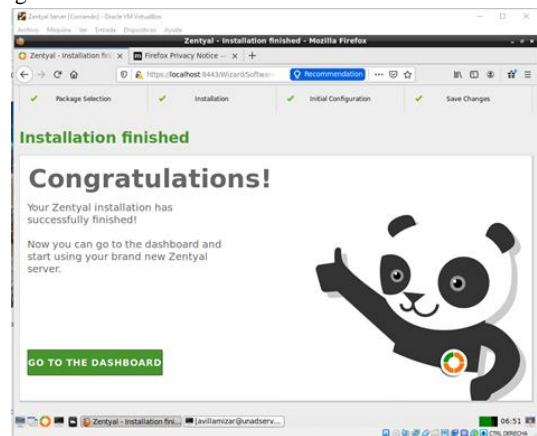 Zentyal Server [Corriendo] - Oracle VM VirtualBox
Archivo Máquina Ver Entrada Dispositivos Ayuda
Zentyal - Installation finished - Mozilla Firefox
Zentyal - Installation fini
Firefox Privacy Notice —
https://localhost:8443/Wizard/Software
Recommendation
Package Selection
Installation
Initial Configuration
Save Changes
Installation finished
Congratulations!
Your Zentyal installation has
successfully finished!
Now you can go to the dashboard and
start using your brand new Zentyal
server.
GO TO THE DASHBOARD
Zentyal - Installation fini...
[javillamizar@unadserv...
06:51
CTRL DERECHA